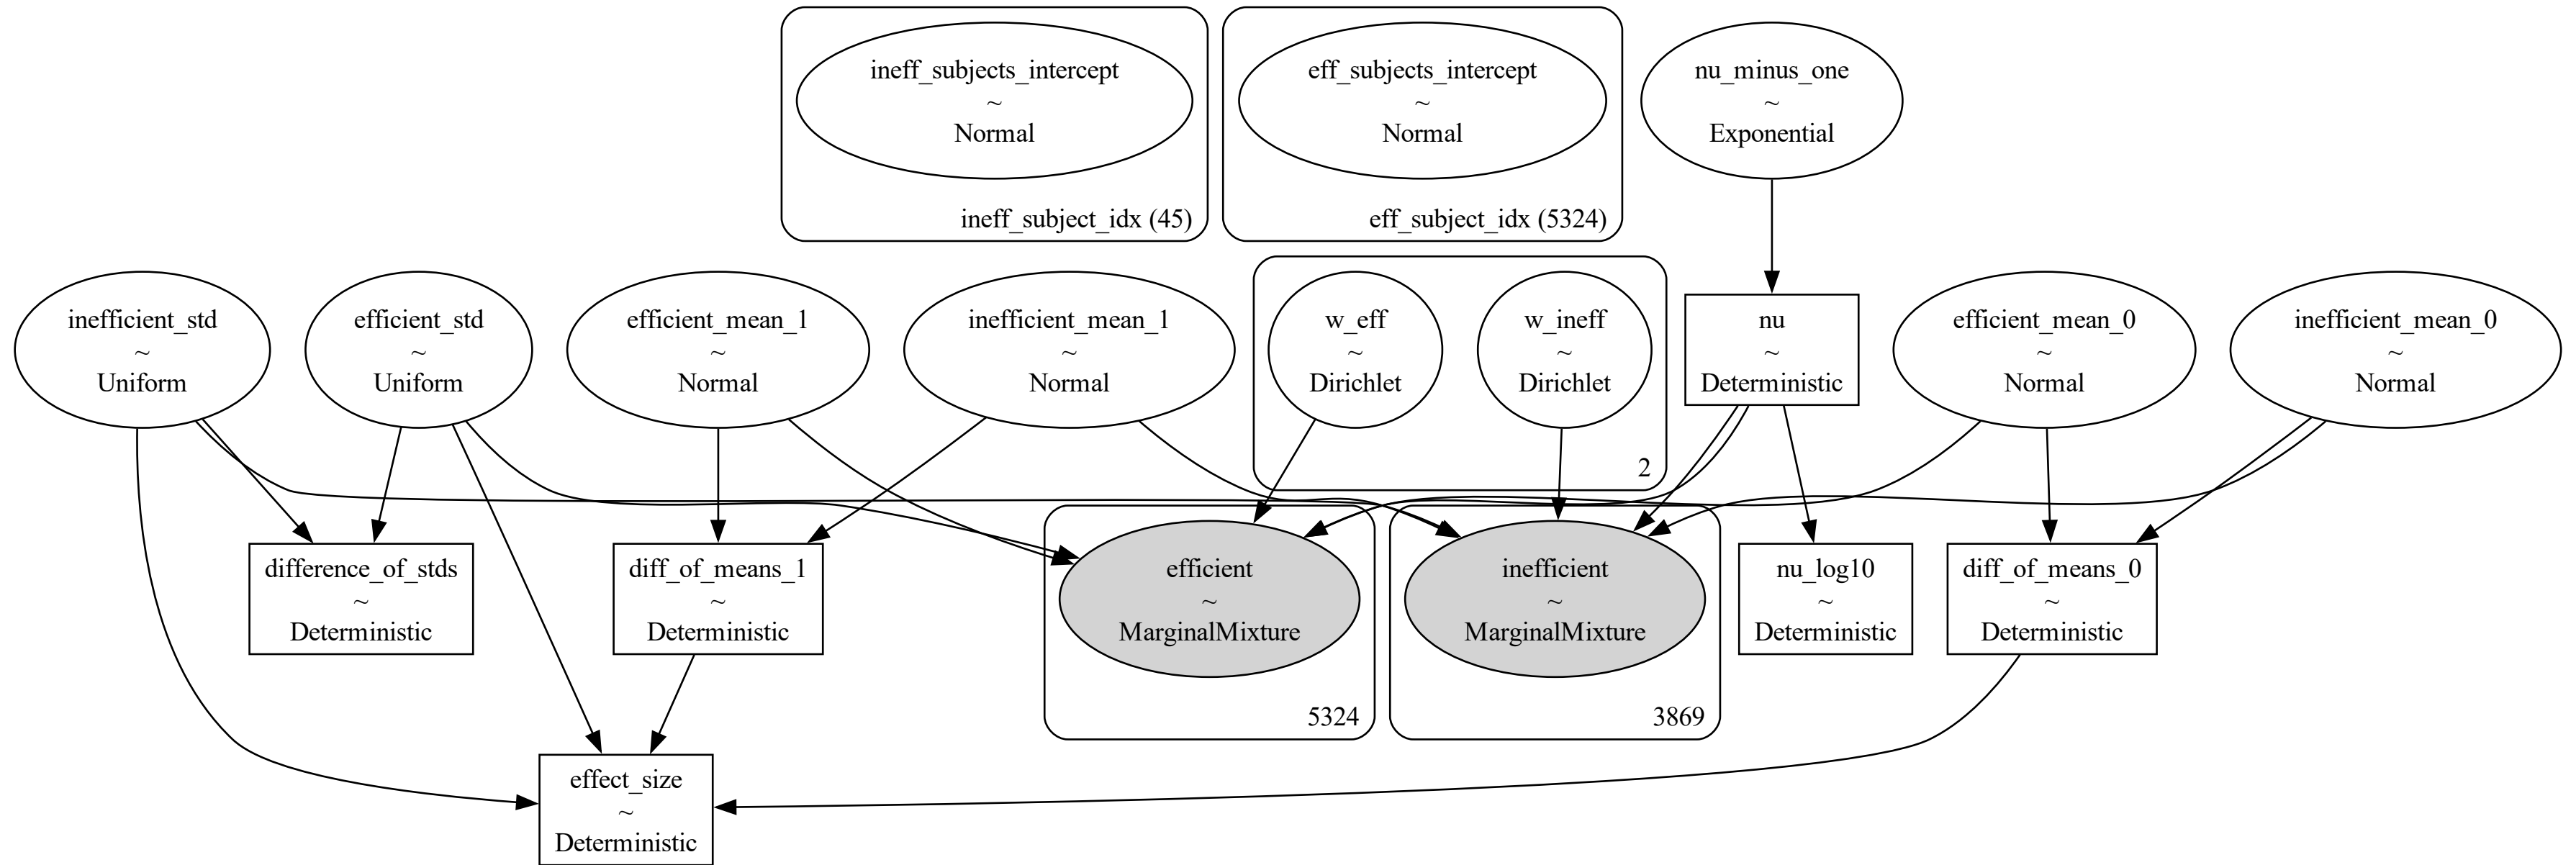 ineff_subjects_intercept
~
Normal
ineff_subject_idx (45)
eff_subjects_intercept
~
Normal
eff_subject_idx (5324)
nu_minus_one
~
Exponential
inefficient_std
~
Uniform
efficient_std
~
Uniform
efficient_mean_1
~
Normal
inefficient_mean_1
~
Normal
w_eff
~
Dirichlet
w_ineff
~
Dirichlet
2
nu
~
Deterministic
efficient_mean_0
~
Normal
inefficient_mean_0
~
Normal
difference_of_stds
~
Deterministic
diff_of_means_1
~
Deterministic
efficient
~
MarginalMixture
5324
inefficient
~
MarginalMixture
3869
nu_log10
~
Deterministic
diff_of_means_0
~
Deterministic
effect_size
~
Deterministic